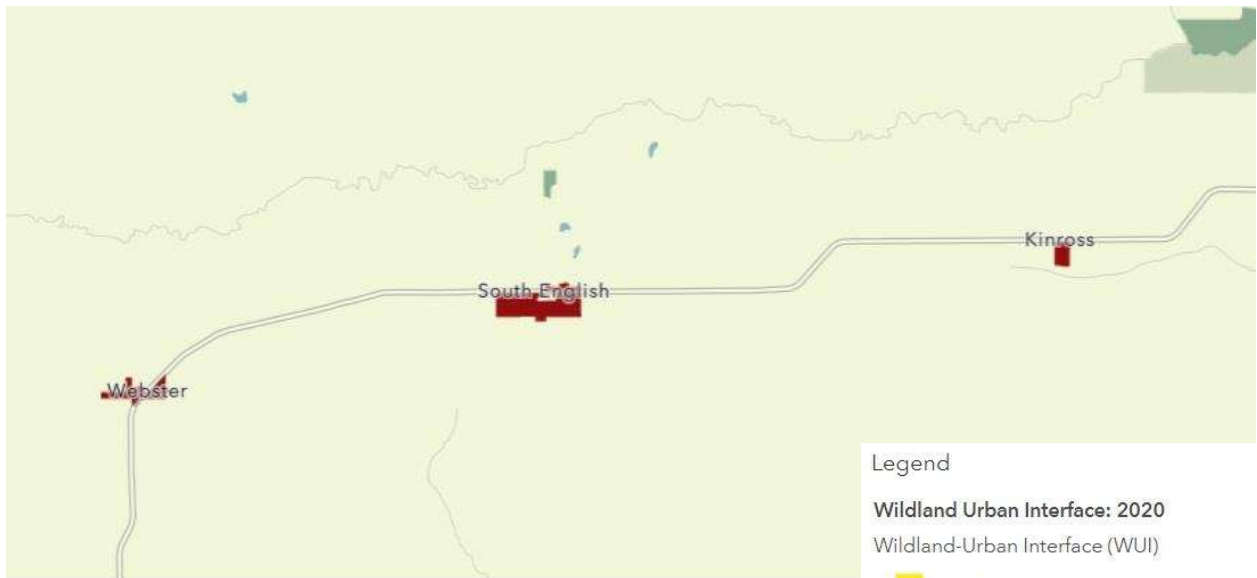 Kinross
South English
Webster
Legend
Wildland Urban Interface: 2020
Wildland-Urban Interface (WUI)